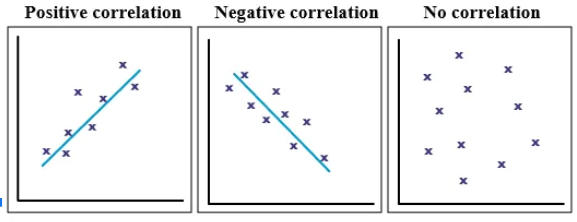 Positive correlation
Negative correlation
No correlation